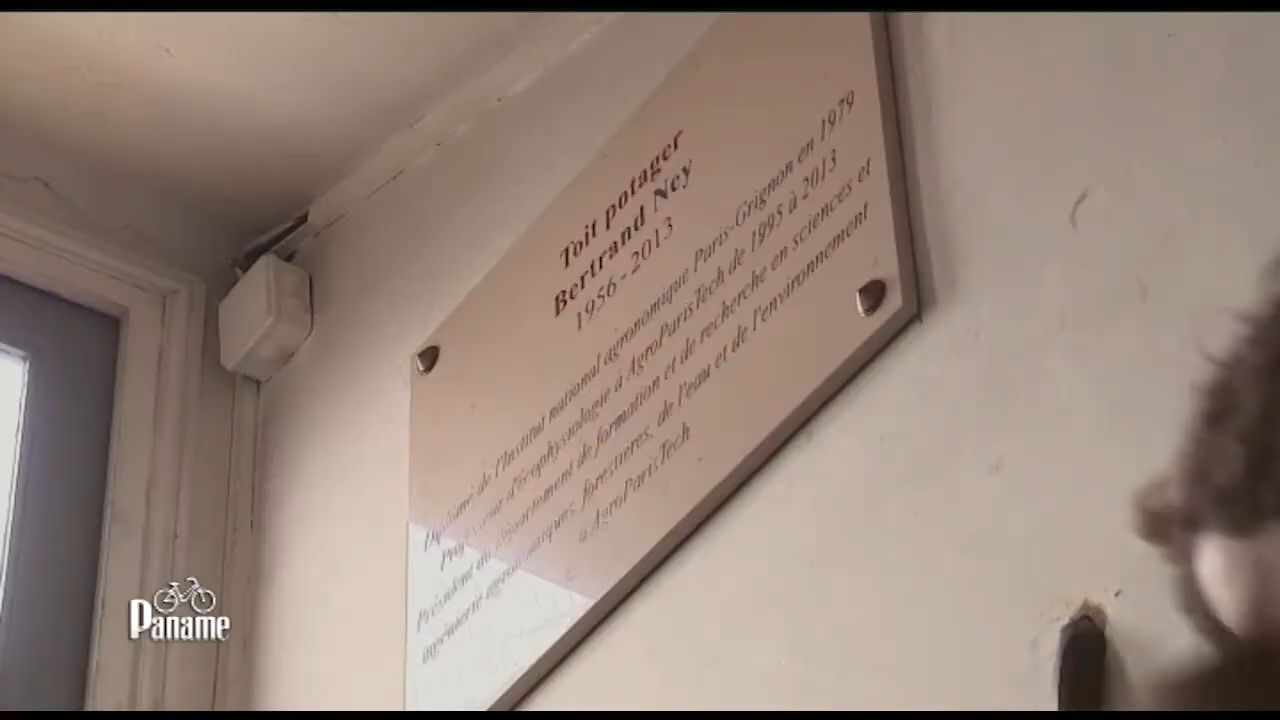 Toit potager
Bertrand Ney
1956 - 2013
Diplômé de l'Institut national agronomique Paris-Grignon en 1979
Professeur d'écophysiologie à AgroParisTech de 1995 à 2013
Président du département de formation et de recherche en sciences et
ingénierie agronomiques, forestières, de l'eau et de l'environnement
à AgroParisTech
Paname